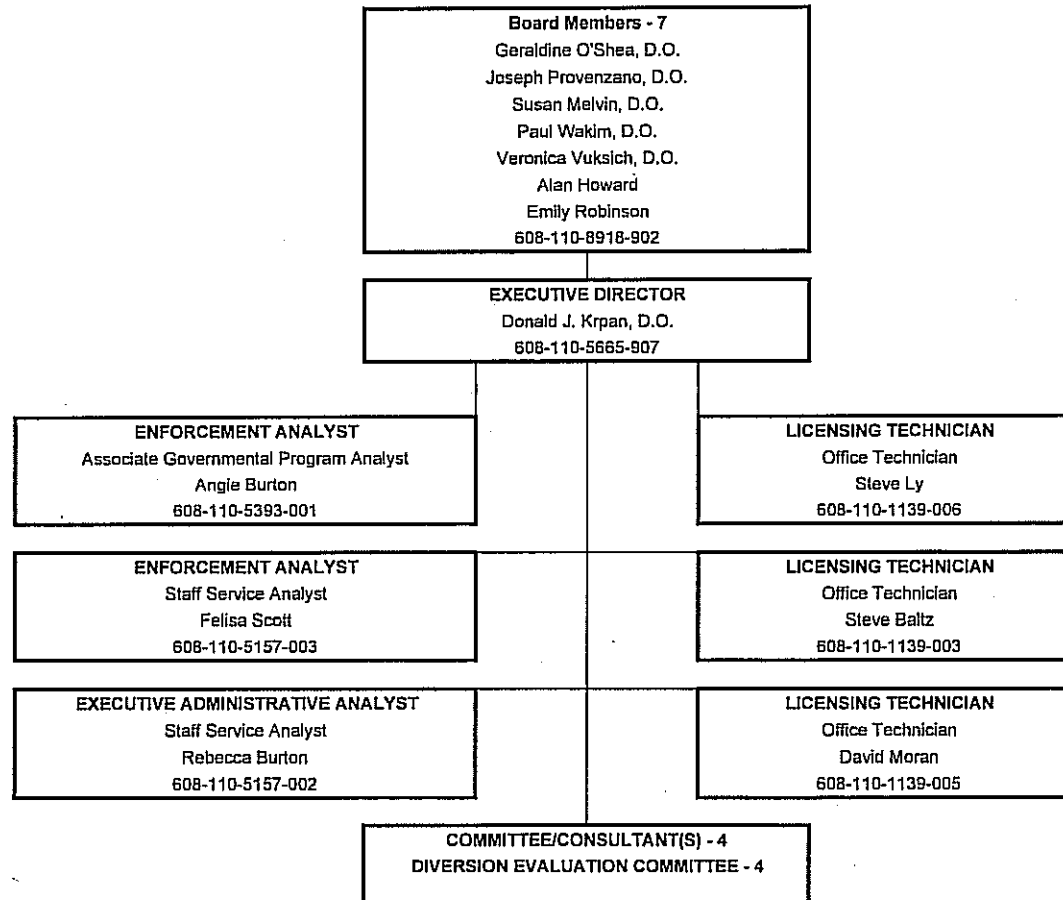 Board Members - 7
Geraldine O'Shea, D.O.
Joseph Provenzano, D.O.
Susan Melvin, D.O.
Paul Wakim, D.O.
Veronica Vuksich, D.O.
Alan Howard
Emily Robinson
608-110-8918-902
EXECUTIVE DIRECTOR
Donald J. Krpan, D.O.
608-110-5665-907
ENFORCEMENT ANALYST
Associate Governmental Program Analyst
Angie Burton
608-110-5393-001
LICENSING TECHNICIAN
Office Technician
Steve Ly
608-110-1139-006
ENFORCEMENT ANALYST
Staff Service Analyst
Felisa Scott
608-110-5157-003
LICENSING TECHNICIAN
Office Technician
Steve Baltz
608-110-1139-003
EXECUTIVE ADMINISTRATIVE ANALYST
Staff Service Analyst
Rebecca Burton
608-110-5157-002
LICENSING TECHNICIAN
Office Technician
David Moran
608-110-1139-005
COMMITTEE/CONSULTANT(S) - 4
DIVERSION EVALUATION COMMITTEE - 4